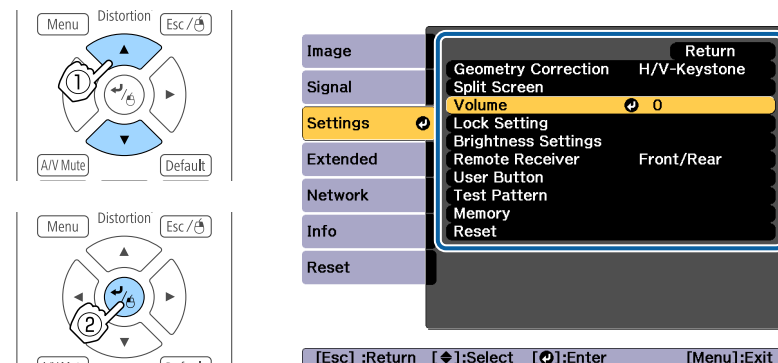 Menu
Distortion
Esc /
1
A/V Mute
Default
Menu
Distortion
Esc /
2
Image
Signal
Settings
Extended
Network
Info
Reset
Return
Geometry Correction H/V-Keystone
Split Screen
Volume 0
Lock Setting
Brightness Settings
Remote Receiver Front/Rear
User Button
Test Pattern
Memory
Reset
[Esc] :Return [ ]:Select [ ]:Enter [Menu]:Exit